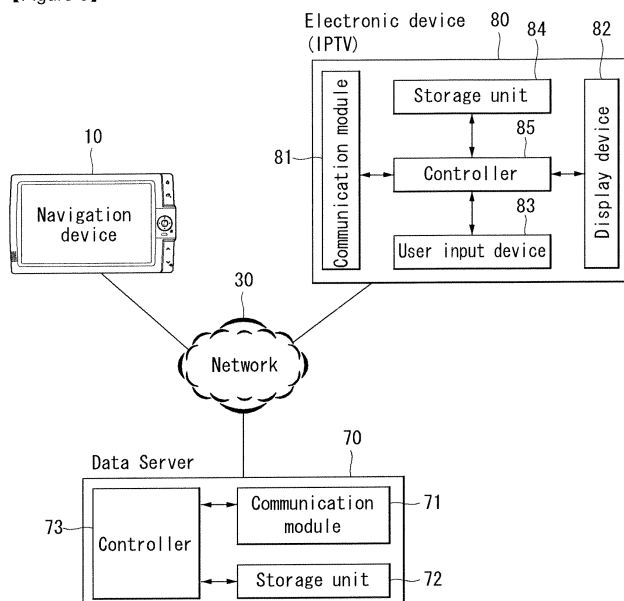 Electronic device
(IPTV)
80
82
84
Storage unit
85
81
Communication module
Controller
Display device
83
User input device
10
Navigation
device
30
Network
Data Server
70
73
Controller
Communication
module
71
Storage unit
72